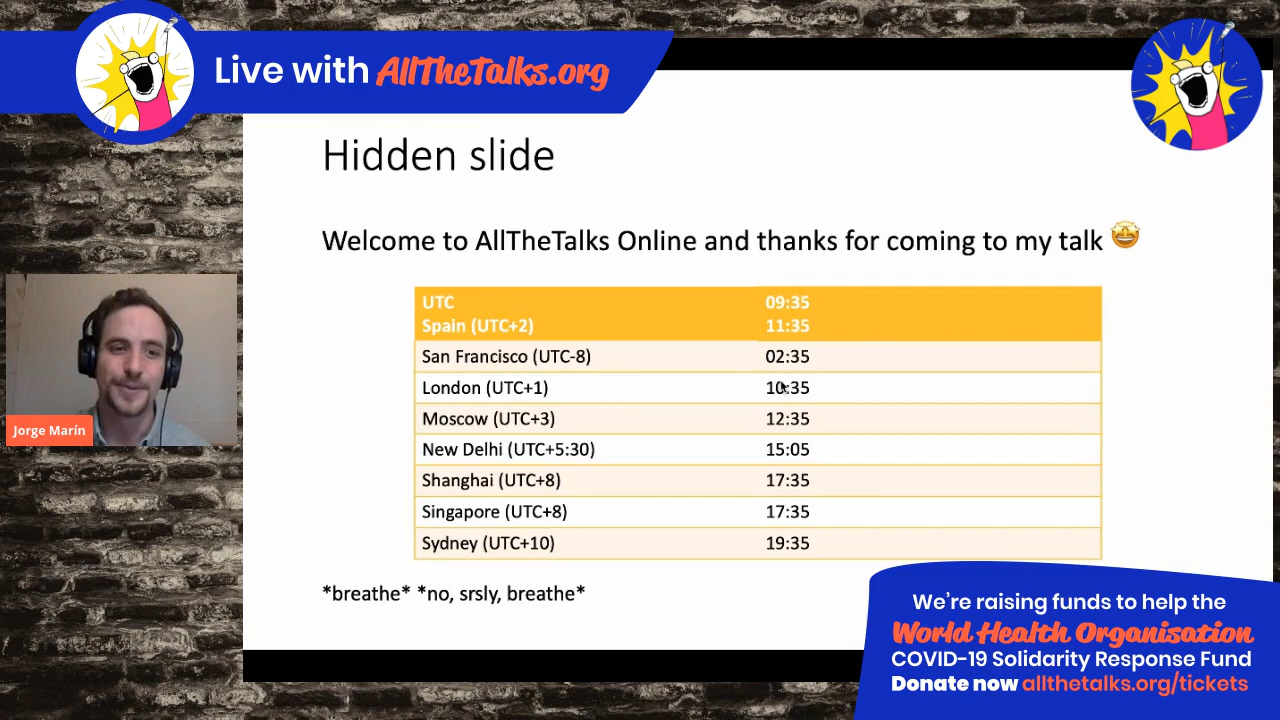 Live with AllTheTalks.org
Hidden slide
Welcome to AllTheTalks Online and thanks for coming to my talk 🤩
UTC 09:35
Spain (UTC+2) 11:35
San Francisco (UTC-8) 02:35
London (UTC+1) 10:35
Moscow (UTC+3) 12:35
New Delhi (UTC+5:30) 15:05
Shanghai (UTC+8) 17:35
Singapore (UTC+8) 17:35
Sydney (UTC+10) 19:35
*breathe* *no, srsly, breathe*
Jorge Marín
We're raising funds to help the
World Health Organisation
COVID-19 Solidarity Response Fund
Donate now allthetalks.org/tickets